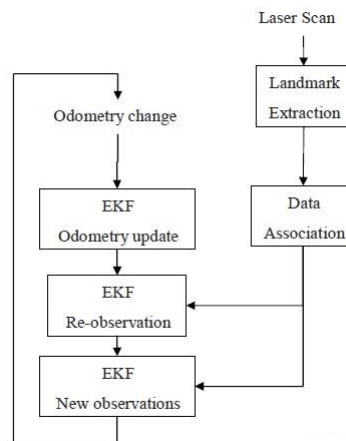 Laser Scan
Landmark
Extraction
Odometry change
EKF
Odometry update
Data
Association
EKF
Re-observation
EKF
New observations